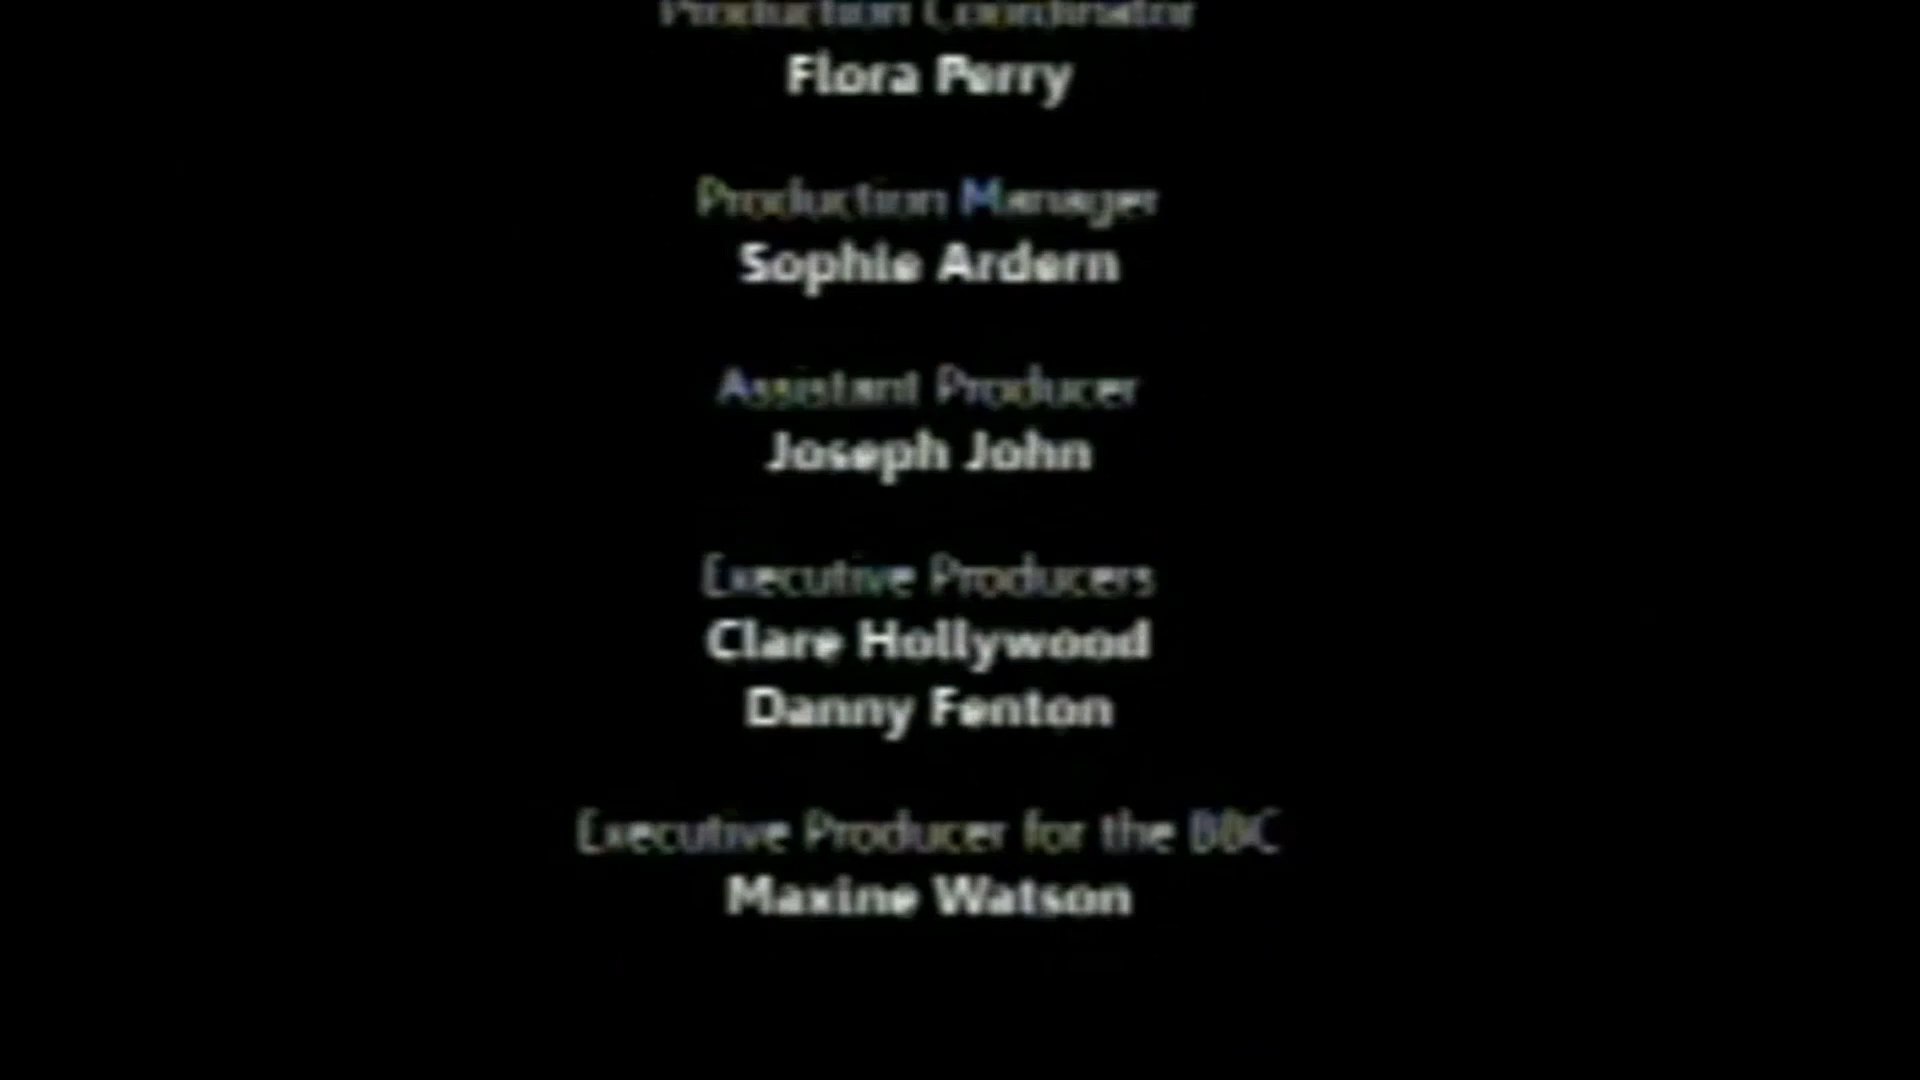 Production Coordinator
Flora Perry
Production Manager
Sophie Ardern
Assistant Producer
Joseph John
Executive Producers
Clare Hollywood
Danny Fenton
Executive Producer for the BBC
Maxine Watson